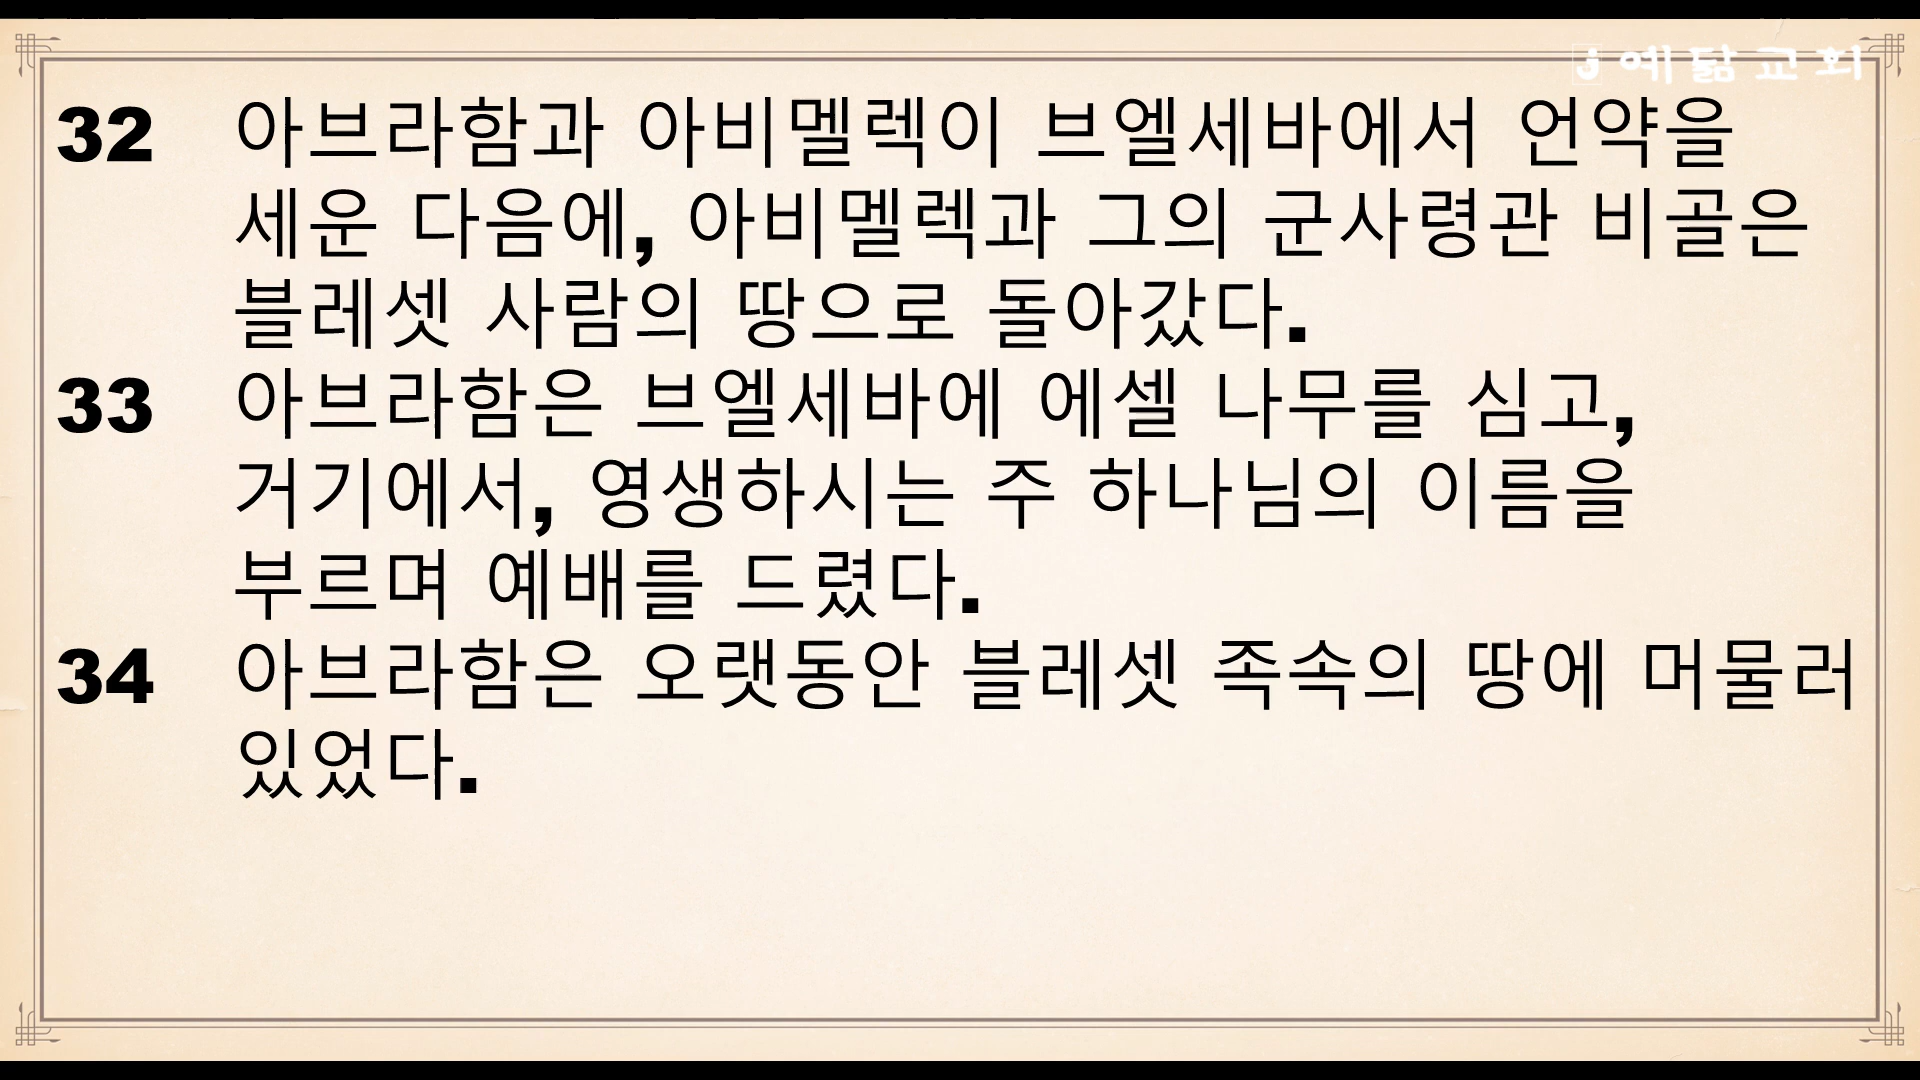 예닮교회
32 아브라함과 아비멜렉이 브엘세바에서 언약을
세운 다음에, 아비멜렉과 그의 군사령관 비골은
블레셋 사람의 땅으로 돌아갔다.
33 아브라함은 브엘세바에 에셀 나무를 심고,
거기에서, 영생하시는 주 하나님의 이름을
부르며 예배를 드렸다.
34 아브라함은 오랫동안 블레셋 족속의 땅에 머물러
있었다.